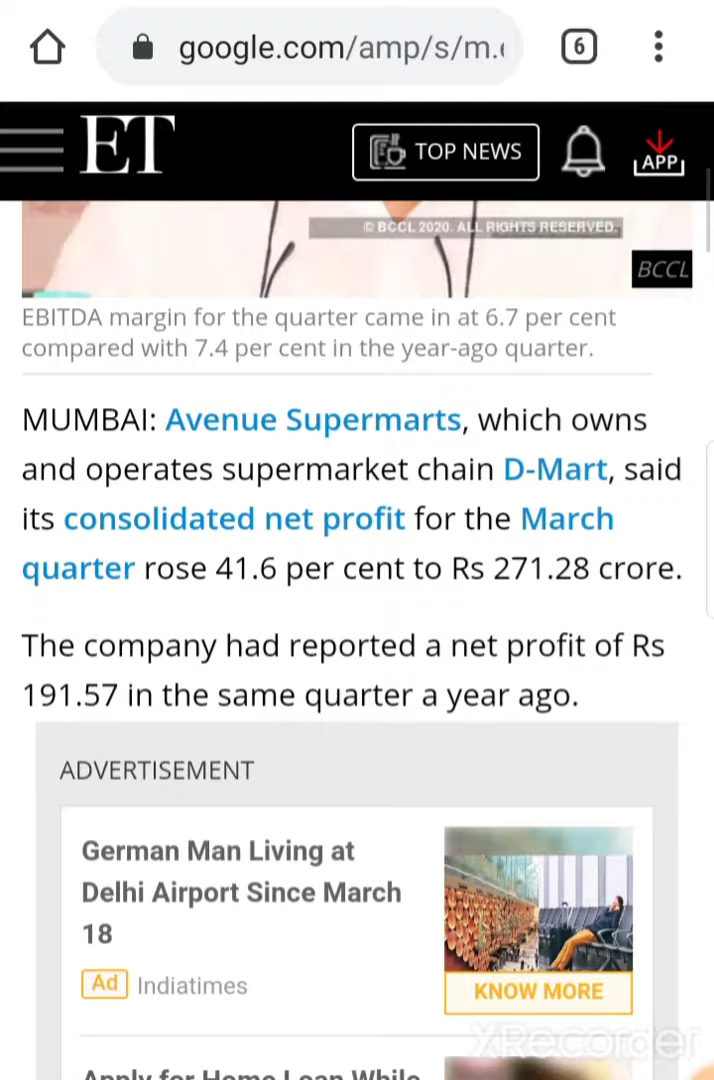 google.com/amp/s/m.
6
ET
TOP NEWS
APP
© BCCL 2020. ALL RIGHTS RESERVED.
BCCL
EBITDA margin for the quarter came in at 6.7 per cent
compared with 7.4 per cent in the year-ago quarter.
MUMBAI: Avenue Supermarts, which owns
and operates supermarket chain D-Mart, said
its consolidated net profit for the March
quarter rose 41.6 per cent to Rs 271.28 crore.
The company had reported a net profit of Rs
191.57 in the same quarter a year ago.
ADVERTISEMENT
German Man Living at
Delhi Airport Since March
18
Ad Indiatimes
KNOW MORE
XRecorder
Apply for Home Loan While